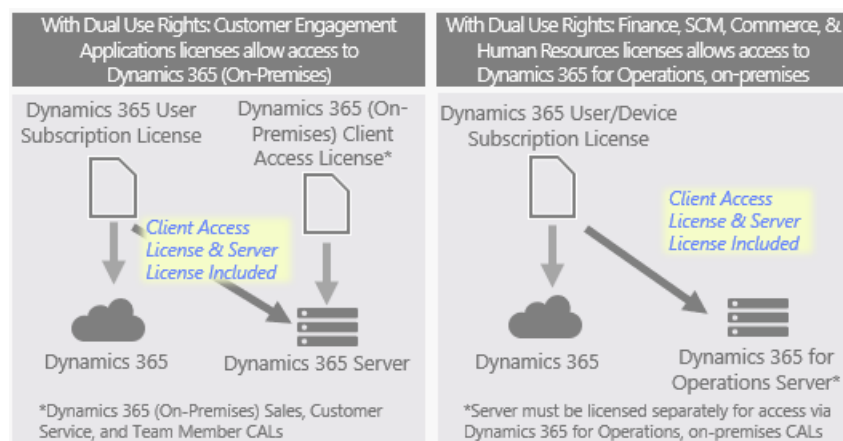 With Dual Use Rights: Customer Engagement
Applications licenses allow access to
Dynamics 365 (On-Premises)
Dynamics 365 User
Subscription License
Dynamics 365 (On-
Premises) Client
Access License*
Client Access
License & Server
License Included
Dynamics 365
Dynamics 365 Server
*Dynamics 365 (On-Premises) Sales, Customer
Service, and Team Member CALs
With Dual Use Rights: Finance, SCM, Commerce, &
Human Resources licenses allows access to
Dynamics 365 for Operations, on-premises
Dynamics 365 User/Device
Subscription License
Client Access
License & Server
License Included
Dynamics 365
Dynamics 365 for
Operations Server*
*Server must be licensed separately for access via
Dynamics 365 for Operations, on-premises CALs